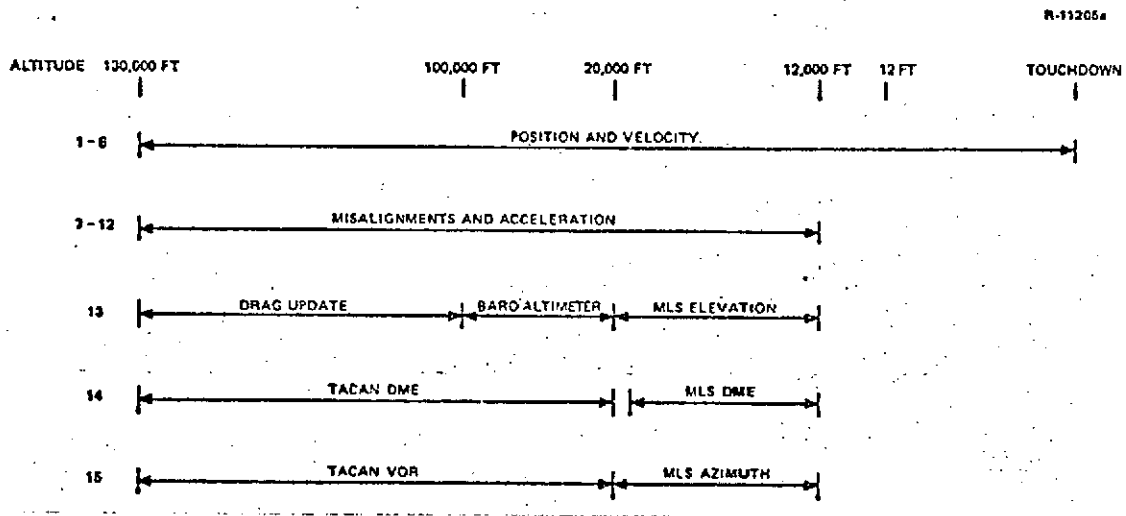 R-11205a
ALTITUDE 130,000 FT 100,000 FT 20,000 FT 12,000 FT 12 FT TOUCHDOWN
1-6 POSITION AND VELOCITY.
7-12 MISALIGNMENTS AND ACCELERATION
13 DRAG UPDATE BARO ALTIMETER MLS ELEVATION
14 TACAN DME MLS DME
15 TACAN VOR MLS AZIMUTH